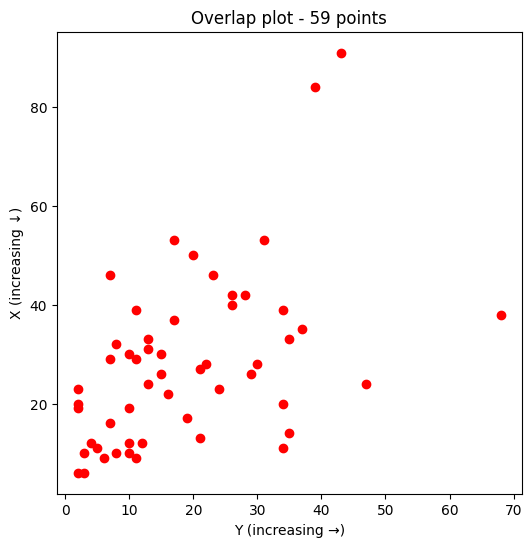 Overlap plot - 59 points
80
60
40
20
X (increasing ↓)
0 10 20 30 40 50 60 70
Y (increasing →)